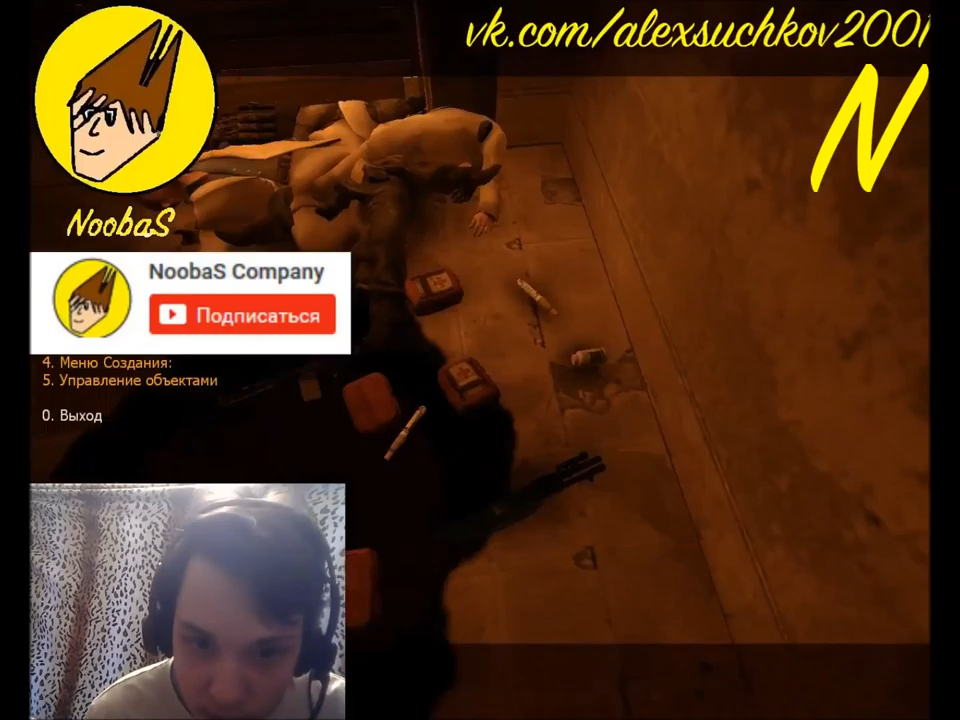 vk.com/alexsuchkov2001
N
NoobaS
NoobaS Company
Подписаться
4. Меню Создания:
5. Управление объектами
0. Выход